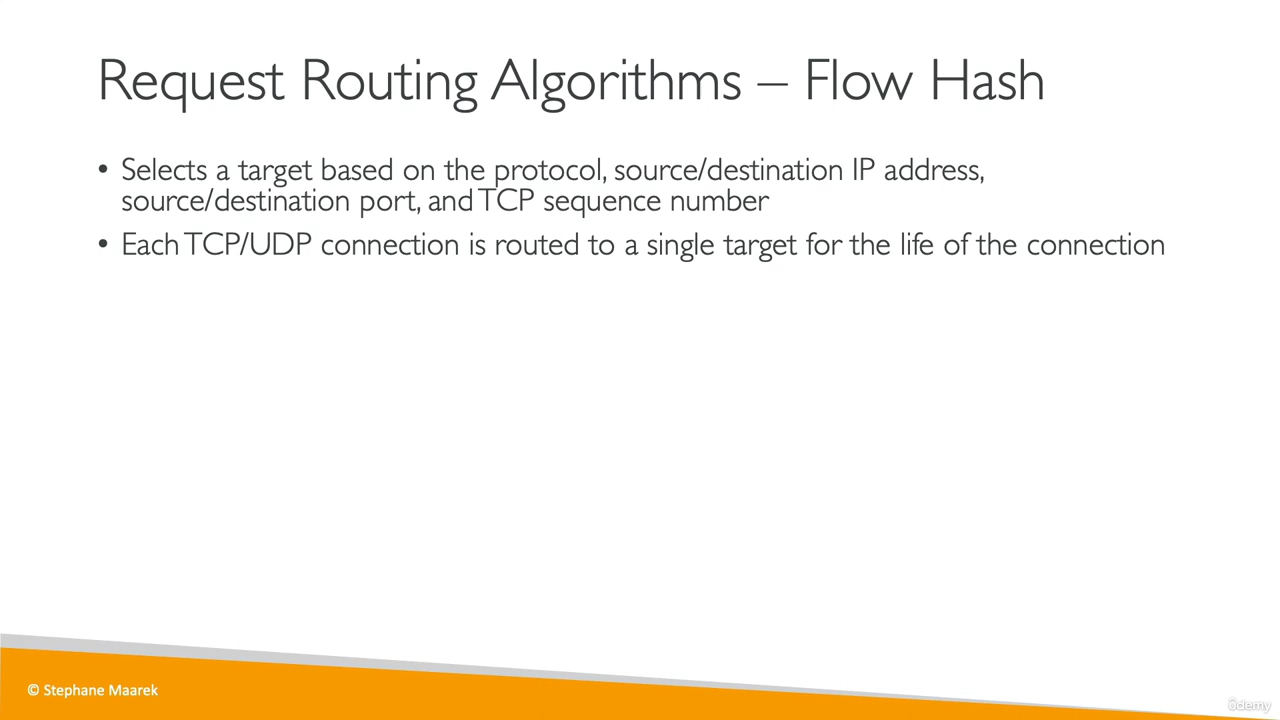 Request Routing Algorithms – Flow Hash
• Selects a target based on the protocol, source/destination IP address,
source/destination port, and TCP sequence number
• Each TCP/UDP connection is routed to a single target for the life of the connection
© Stephane Maarek
ûdemy